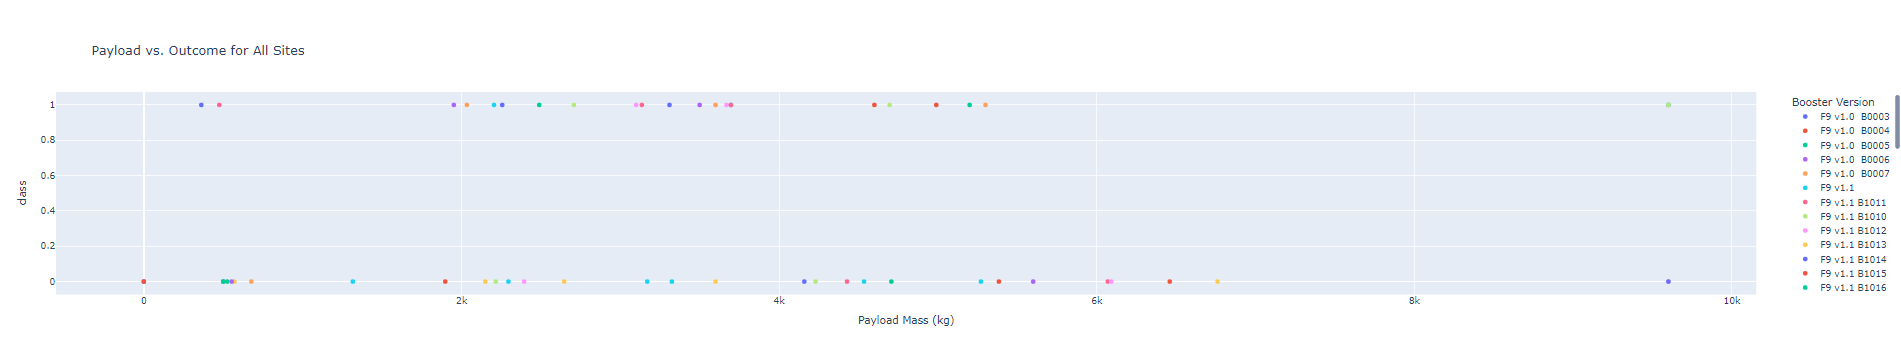 Payload vs. Outcome for All Sites
class
1
0.8
0.6
0.4
0.2
0
0
2k
4k
6k
8k
10k
Payload Mass (kg)
Booster Version
F9 v1.0  B0003
F9 v1.0  B0004
F9 v1.0  B0005
F9 v1.0  B0006
F9 v1.0  B0007
F9 v1.1
F9 v1.1 B1011
F9 v1.1 B1010
F9 v1.1 B1012
F9 v1.1 B1013
F9 v1.1 B1014
F9 v1.1 B1015
F9 v1.1 B1016